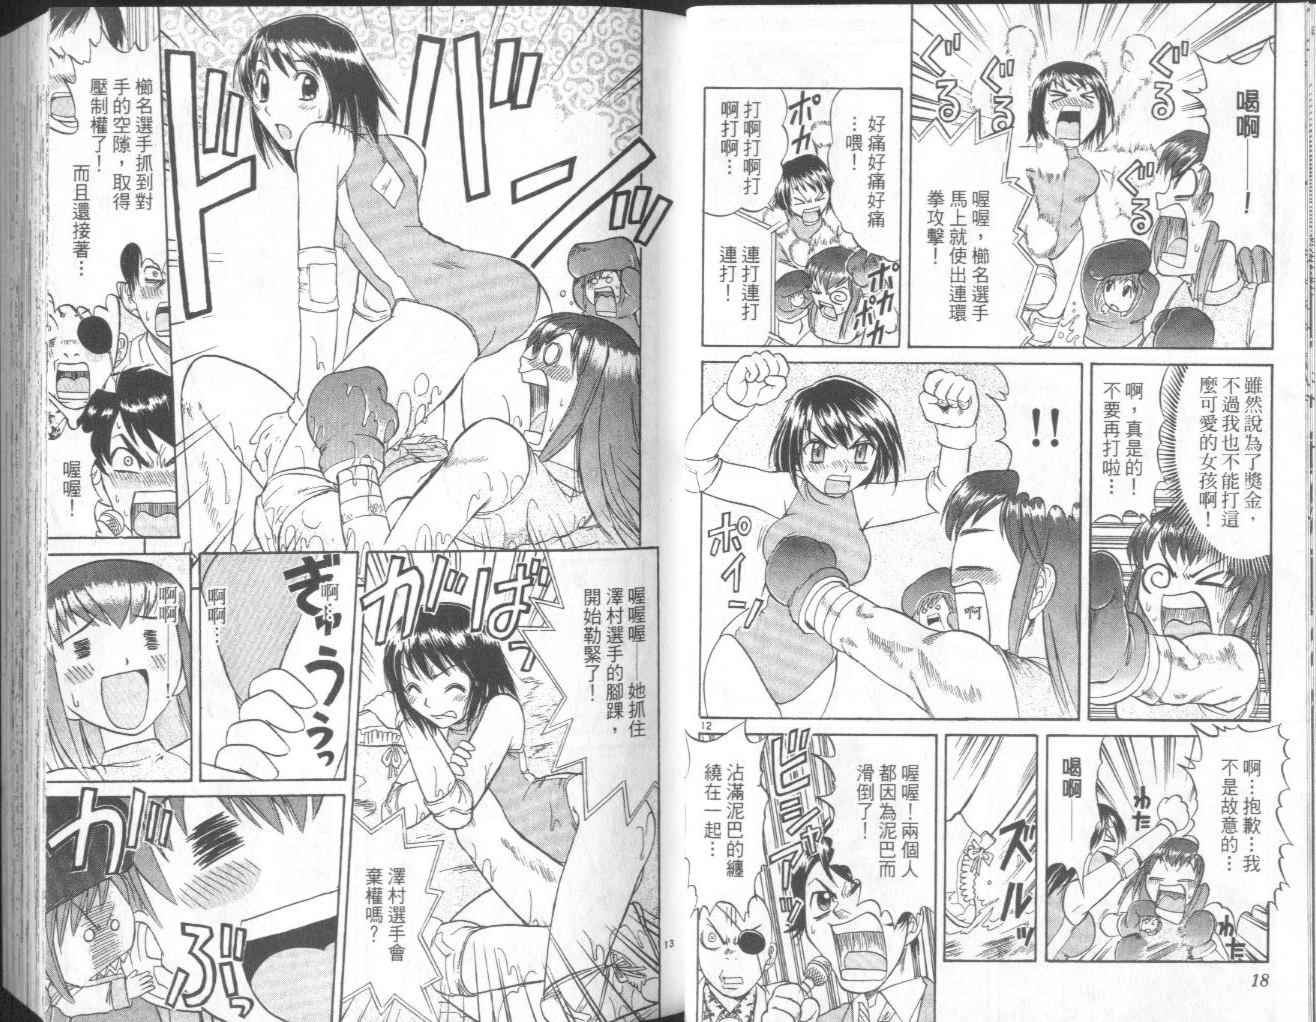 喝啊——！
ぐる
ぐる
ぐる
ぐる
喔喔，櫛名選手
馬上就使出連環
拳攻擊！
好痛好痛好痛
…喂！
ポカ
打啊打啊打
啊打啊…
連打連打
連打！
ポカ
ポカ
雖然說為了獎金，
不過我也不能打這
麼可愛的女孩啊！
啊，真是的！
不要再打啦…
！！
ポイン
啊
12
啊…抱歉…我
不是故意的…
喝啊——
わた
わた
ズルッ
喔喔！兩個人
都因為泥巴而
滑倒了！
沾滿泥巴的纏
繞在一起…
ビシャアッ
18
ドバーン
櫛名選手抓到對
手的空隙，取得
壓制權了！
而且還接著…
喔喔！
喔喔喔——她抓住
澤村選手的腳踝，
開始勒緊了！
がばっ
澤村選手會
棄權嗎？
ぎゅうぅっ
啊…
啊啊…
啊啊…！
がぶっ
13